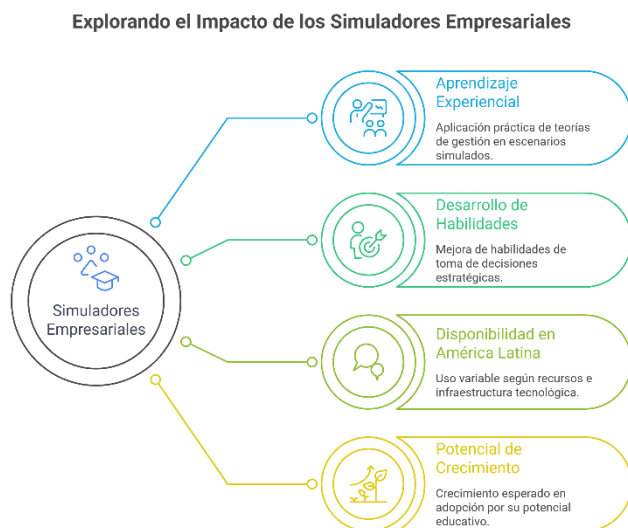 Explorando el Impacto de los Simuladores Empresariales
Simuladores
Empresariales
Aprendizaje
Experiencial
Aplicación práctica de teorías
de gestión en escenarios
simulados.
Desarrollo de
Habilidades
Mejora de habilidades de
toma de decisiones
estratégicas.
Disponibilidad en
América Latina
Uso variable según recursos e
infraestructura tecnológica.
Potencial de
Crecimiento
Crecimiento esperado en
adopción por su potencial
educativo.